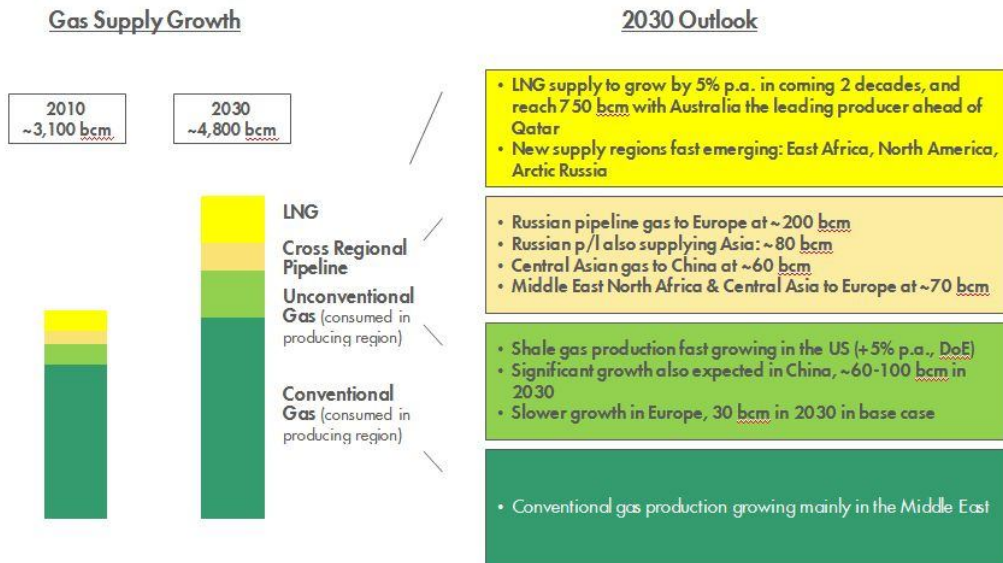 Gas Supply Growth
2030 Outlook
2010
~3,100 bcm
2030
~4,800 bcm
LNG
Cross Regional
Pipeline
Unconventional
Gas (consumed in
producing region)
Conventional
Gas (consumed in
producing region)
• LNG supply to grow by 5% p.a. in coming 2 decades, and
reach 750 bcm with Australia the leading producer ahead of
Qatar
• New supply regions fast emerging: East Africa, North America,
Arctic Russia
• Russian pipeline gas to Europe at ~200 bcm
• Russian p/l also supplying Asia: ~80 bcm
• Central Asian gas to China at ~60 bcm
• Middle East North Africa & Central Asia to Europe at ~70 bcm
• Shale gas production fast growing in the US (+5% p.a., DoE)
• Significant growth also expected in China, ~60-100 bcm in
2030
• Slower growth in Europe, 30 bcm in 2030 in base case
• Conventional gas production growing mainly in the Middle East